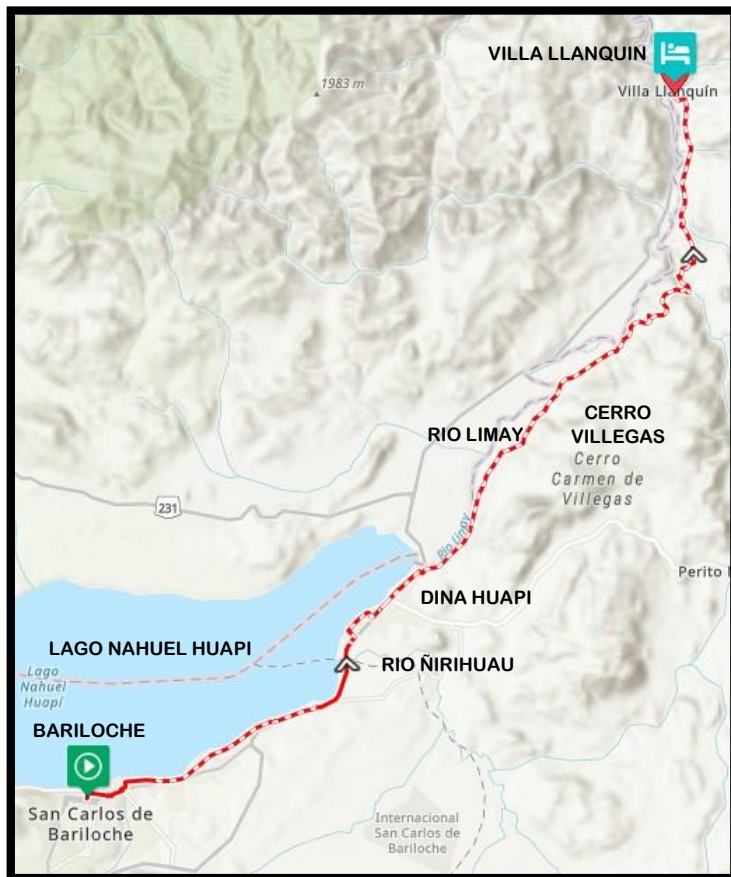 VILLA LLANQUIN
1983 m
Villa Llanquín
RIO LIMAY
CERRO
VILLEGAS
Cerro
Carmen de
Villegas
231
Rio Limay
Perito
DINA HUAPI
LAGO NAHUEL HUAPI
RIO ÑIRIHUAU
Lago
Nahuel
Huapí
BARILOCHE
San Carlos de
Bariloche
Internacional
San Carlos de
Bariloche